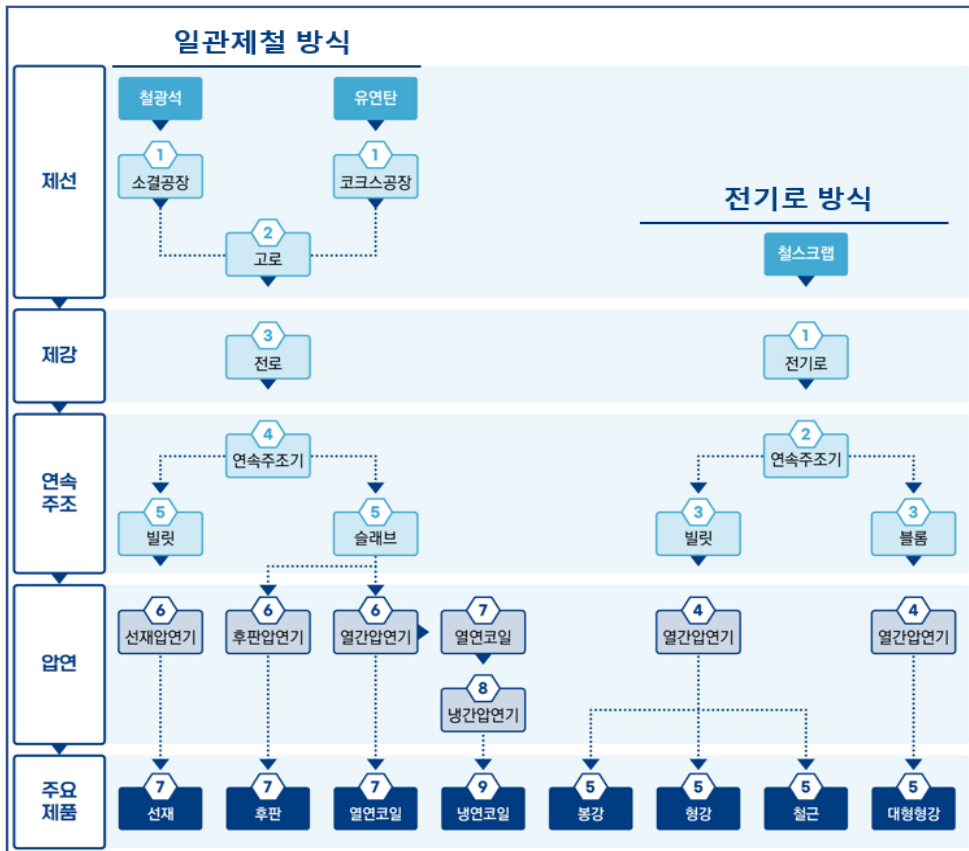 일관제철 방식
철광석
유연탄
제선
1
1
소결공장
코크스공장
전기로 방식
2
고로
철스크랩
제강
3
전로
1
전기로
연속
주조
4
연속주조기
2
연속주조기
5
빌릿
5
슬래브
3
빌릿
3
블롬
압연
6
선재압연기
6
후판압연기
6
열간압연기
7
열연코일
4
열간압연기
4
열간압연기
8
냉간압연기
주요
제품
7
선재
7
후판
7
열연코일
9
냉연코일
5
봉강
5
형강
5
철근
5
대형형강